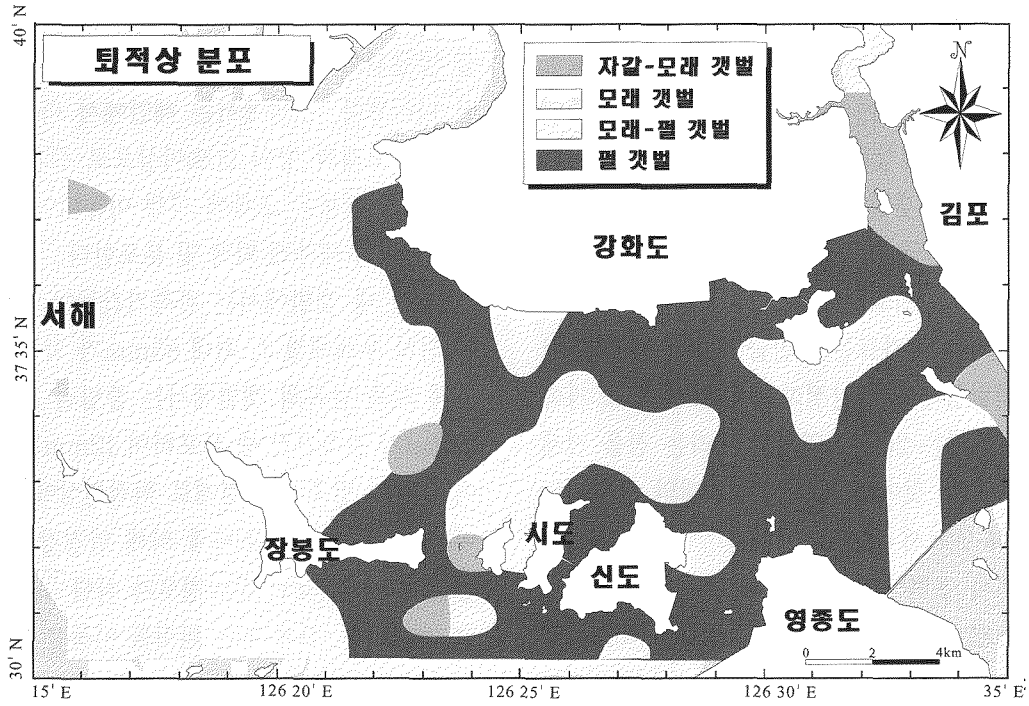 퇴적상 분포
자갈-모래 갯벌
모래 갯벌
모래-펄 갯벌
펄 갯벌
N
김포
강화도
서해
장봉도
시도
신도
영종도
0 2 4km
40' N
37 35' N
30' N
15' E
126 20' E
126 25' E
126 30' E
35' E